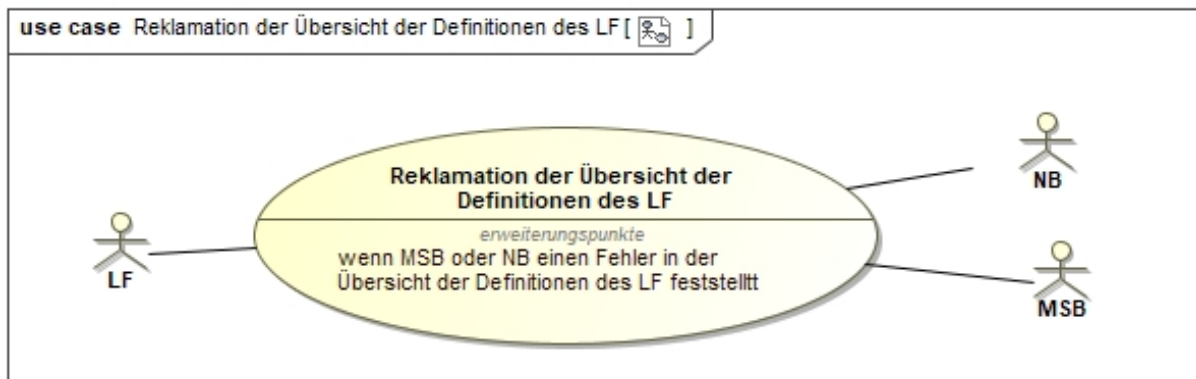 use case Reklamation der Übersicht der Definitionen des LF [ ]
Reklamation der Übersicht der
Definitionen des LF
erweiterungspunkte
wenn MSB oder NB einen Fehler in der
Übersicht der Definitionen des LF feststelltt
LF
NB
MSB